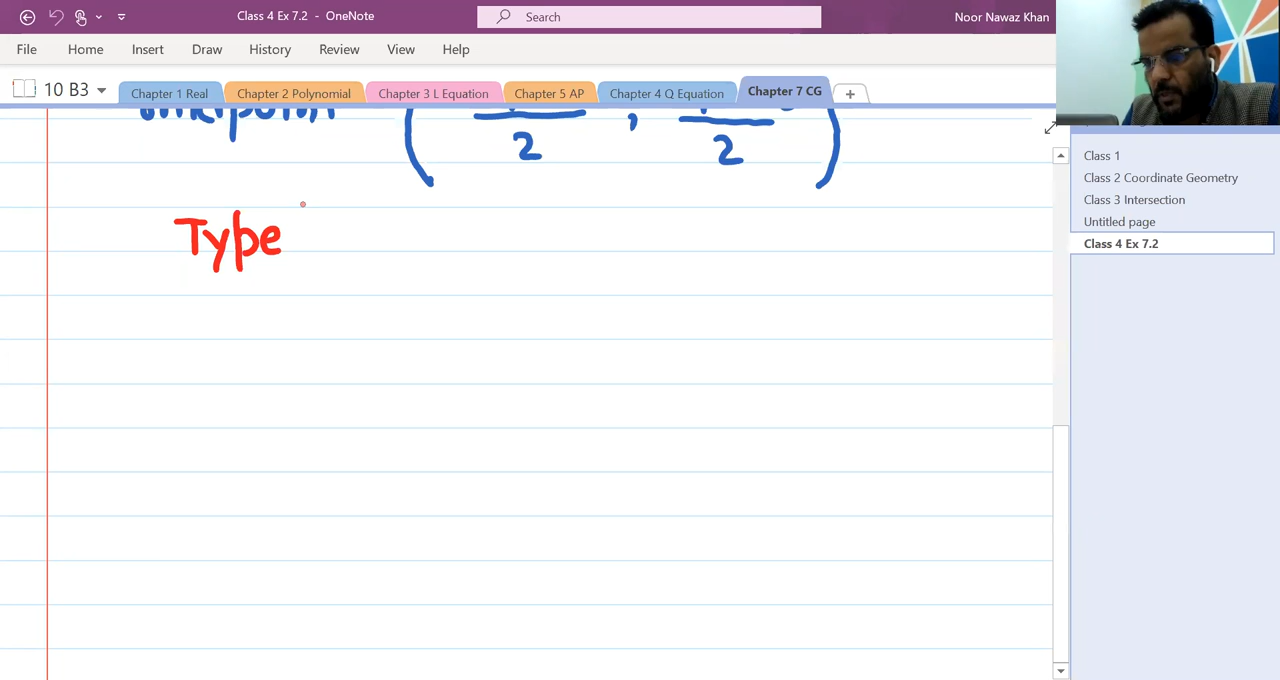 Class 4 Ex 7.2 - OneNote
Search
Noor Nawaz Khan
File Home Insert Draw History Review View Help
10 B3
Chapter 1 Real
Chapter 2 Polynomial
Chapter 3 L Equation
Chapter 5 AP
Chapter 4 Q Equation
Chapter 7 CG
2 , 2
Type
Class 1
Class 2 Coordinate Geometry
Class 3 Intersection
Untitled page
Class 4 Ex 7.2